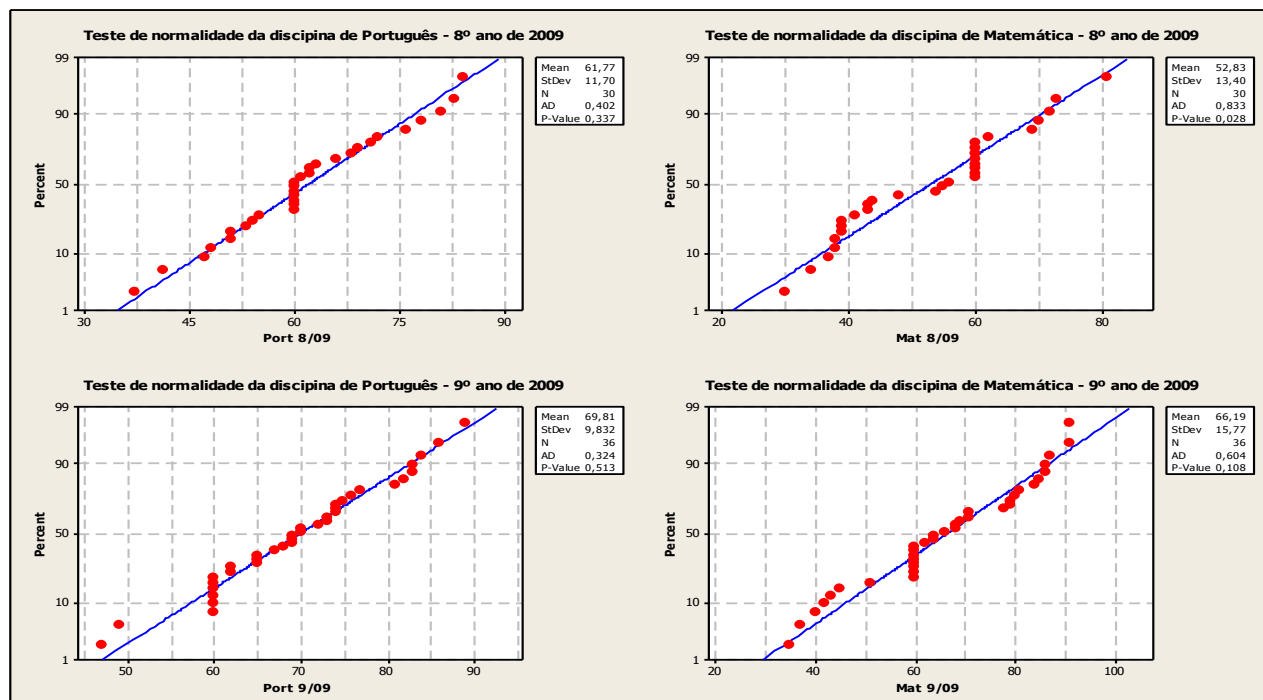 Teste de normalidade da discipina de Português - 8º ano de 2009
99
90
50
10
1
Percent
30 45 60 75 90
Port 8/09
Mean 61,77
StDev 11,70
N 30
AD 0,402
P-Value 0,337
Teste de normalidade da discipina de Matemática - 8º ano de 2009
99
90
50
10
1
Percent
20 40 60 80
Mat 8/09
Mean 52,83
StDev 13,40
N 30
AD 0,833
P-Value 0,028
Teste de normalidade da discipina de Português - 9º ano de 2009
99
90
50
10
1
Percent
50 60 70 80 90
Port 9/09
Mean 69,81
StDev 9,832
N 36
AD 0,324
P-Value 0,513
Teste de normalidade da discipina de Matemática - 9º ano de 2009
99
90
50
10
1
Percent
20 40 60 80 100
Mat 9/09
Mean 66,19
StDev 15,77
N 36
AD 0,604
P-Value 0,108